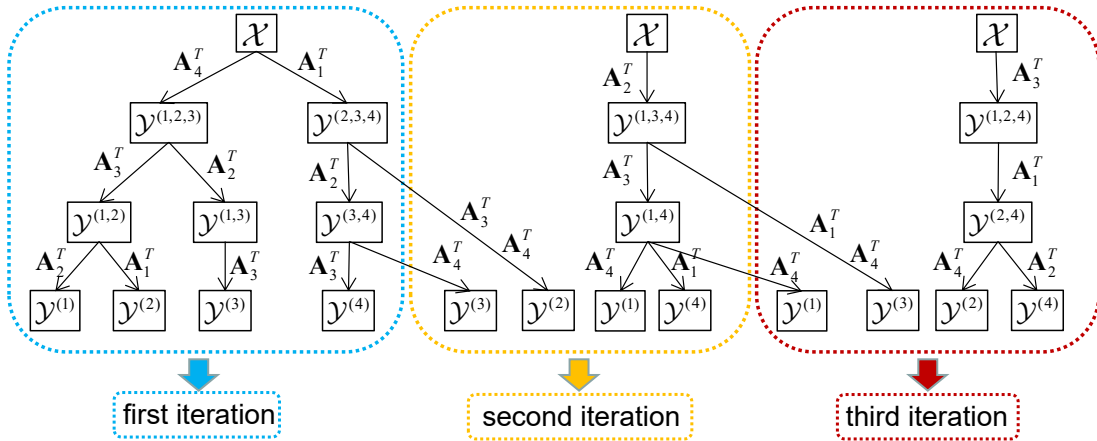 𝒳 𝒳 𝒳
𝐀₄ᵀ 𝐀₁ᵀ 𝐀₂ᵀ 𝐀₃ᵀ
𝒴⁽¹,²,³⁾ 𝒴⁽²,³,⁴⁾ 𝒴⁽¹,³,⁴⁾ 𝒴⁽¹,²,⁴⁾
𝐀₃ᵀ 𝐀₂ᵀ 𝐀₂ᵀ 𝐀₃ᵀ 𝐀₁ᵀ
𝒴⁽¹,²⁾ 𝒴⁽¹,³⁾ 𝒴⁽³,⁴⁾ 𝐀₃ᵀ 𝒴⁽¹,⁴⁾ 𝐀₁ᵀ 𝒴⁽²,⁴⁾
𝐀₂ᵀ 𝐀₁ᵀ 𝐀₃ᵀ 𝐀₃ᵀ 𝐀₄ᵀ 𝐀₄ᵀ 𝐀₄ᵀ 𝐀₁ᵀ 𝐀₄ᵀ 𝐀₄ᵀ 𝐀₄ᵀ 𝐀₂ᵀ
𝒴⁽¹⁾ 𝒴⁽²⁾ 𝒴⁽³⁾ 𝒴⁽⁴⁾ 𝒴⁽³⁾ 𝒴⁽²⁾ 𝒴⁽¹⁾ 𝒴⁽⁴⁾ 𝒴⁽¹⁾ 𝒴⁽³⁾ 𝒴⁽²⁾ 𝒴⁽⁴⁾
first iteration second iteration third iteration